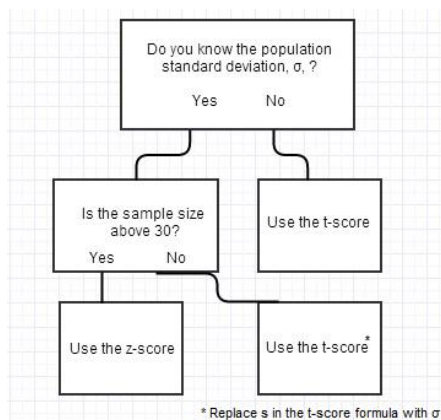 Do you know the population
standard deviation, σ, ?
Yes No
Is the sample size
above 30?
Yes No
Use the t-score
Use the z-score
Use the t-score*
* Replace s in the t-score formula with σ